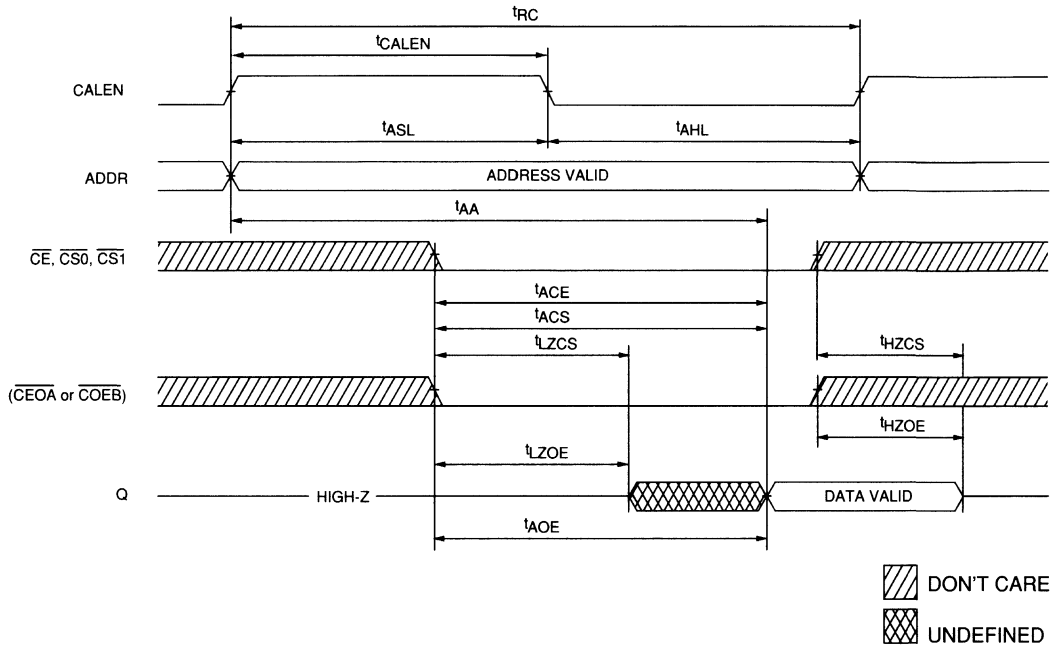 tRC
tCALEN
CALEN
tASL
tAHL
ADDR
ADDRESS VALID
tAA
CE, CS0, CS1
tACE
tACS
tLZCS
tHZCS
(CEOA or COEB)
tLZOE
tHZOE
Q
HIGH-Z
DATA VALID
tAOE
DON'T CARE
UNDEFINED